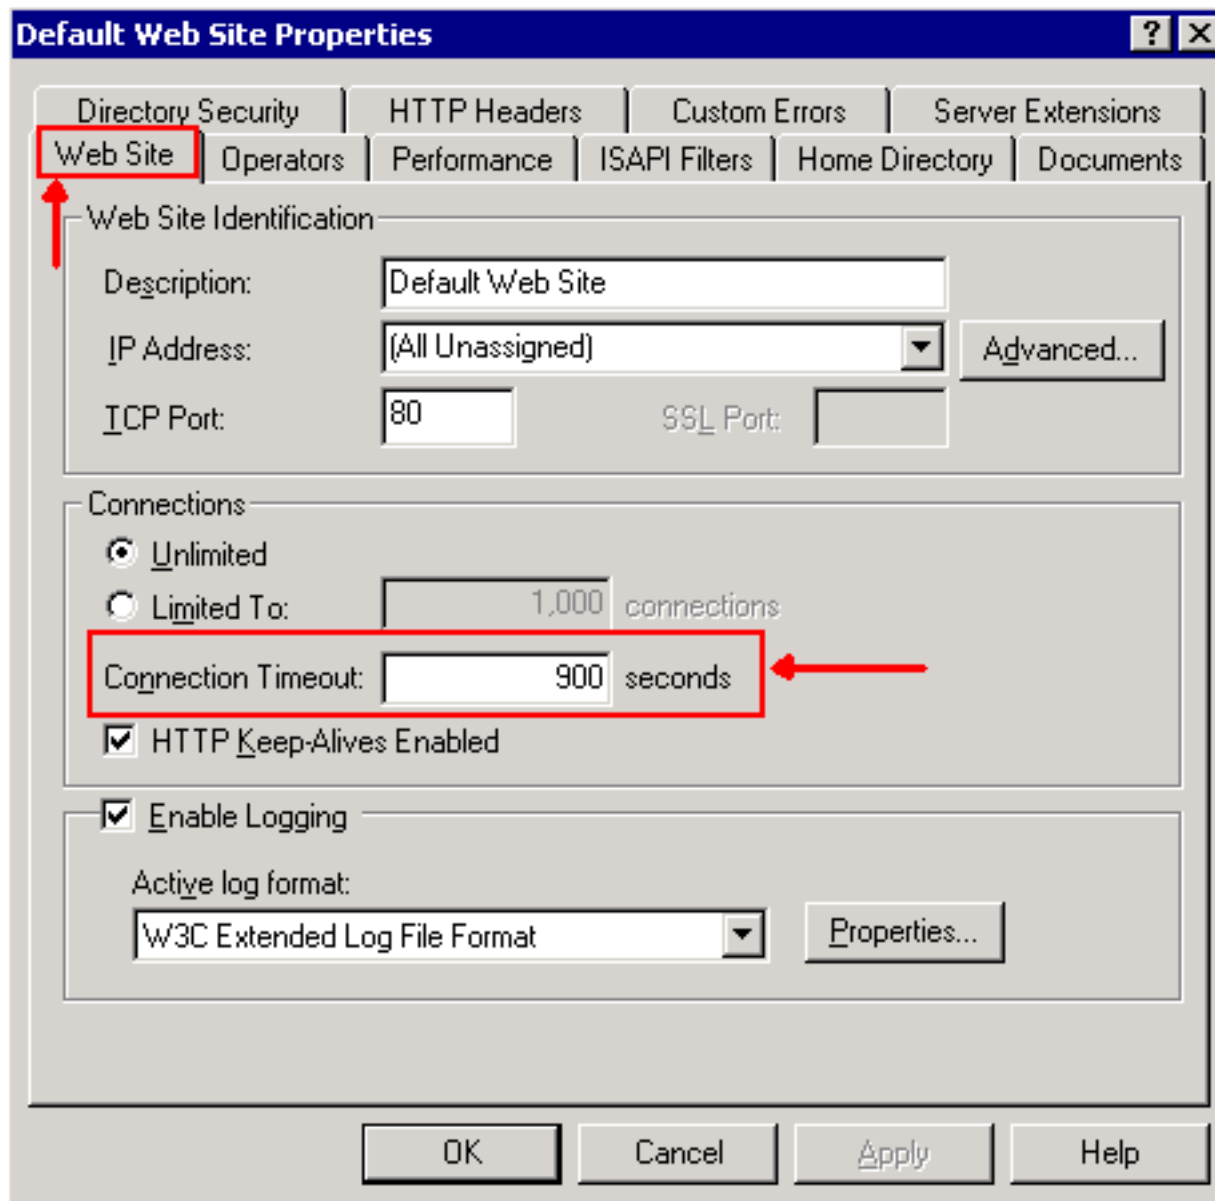 Default Web Site Properties ? X
Directory Security HTTP Headers Custom Errors Server Extensions
Web Site Operators Performance ISAPI Filters Home Directory Documents
Web Site Identification
Description: Default Web Site
IP Address: (All Unassigned) Advanced...
TCP Port: 80 SSL Port:
Connections
Unlimited
Limited To: 1,000 connections
Connection Timeout: 900 seconds
HTTP Keep-Alives Enabled
Enable Logging
Active log format:
W3C Extended Log File Format Properties...
OK Cancel Apply Help